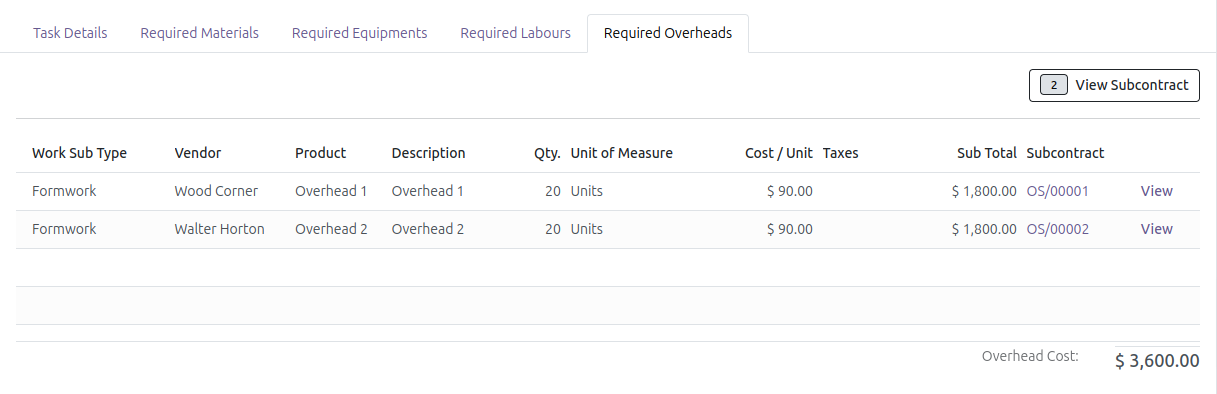 Task Details Required Materials Required Equipments Required Labours Required Overheads
2 View Subcontract
Work Sub Type Vendor Product Description Qty. Unit of Measure Cost / Unit Taxes Sub Total Subcontract
Formwork Wood Corner Overhead 1 Overhead 1 20 Units $ 90.00 $ 1,800.00 OS/00001 View
Formwork Walter Horton Overhead 2 Overhead 2 20 Units $ 90.00 $ 1,800.00 OS/00002 View
Overhead Cost: $ 3,600.00